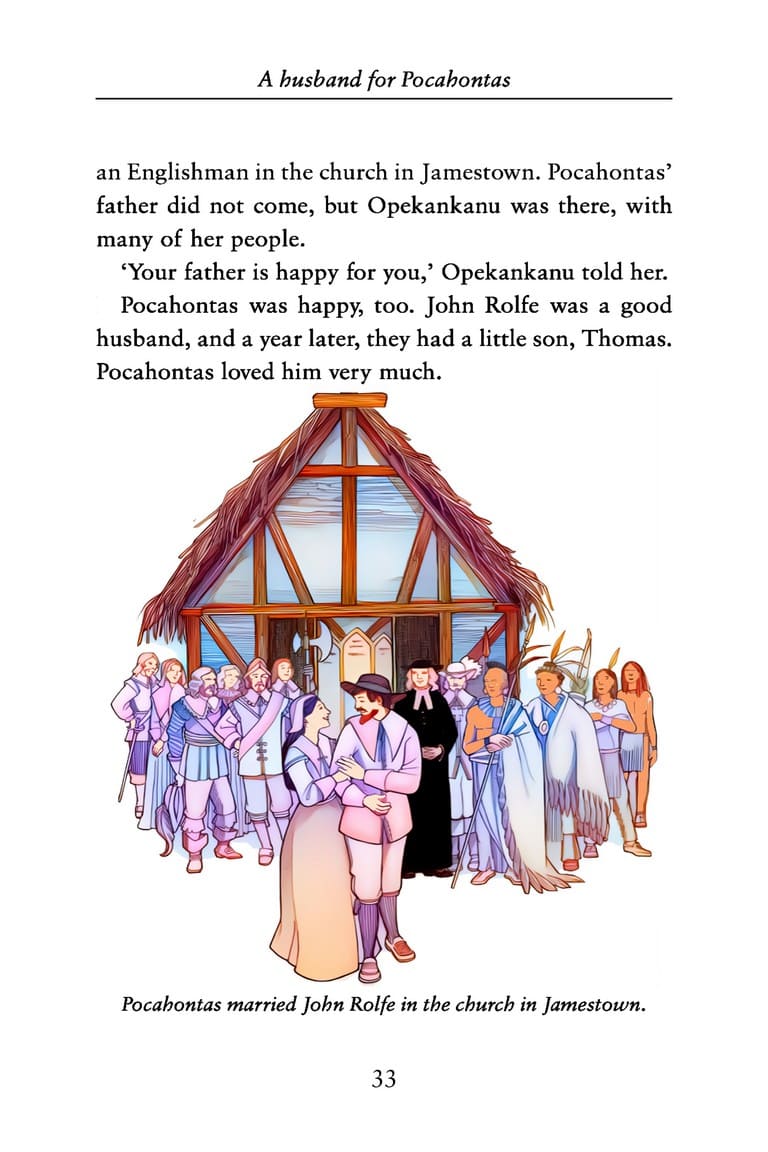 A husband for Pocahontas
an Englishman in the church in Jamestown. Pocahontas’
father did not come, but Opekankanu was there, with
many of her people.
‘Your father is happy for you,’ Opekankanu told her.
Pocahontas was happy, too. John Rolfe was a good
husband, and a year later, they had a little son, Thomas.
Pocahontas loved him very much.
Pocahontas married John Rolfe in the church in Jamestown.
33